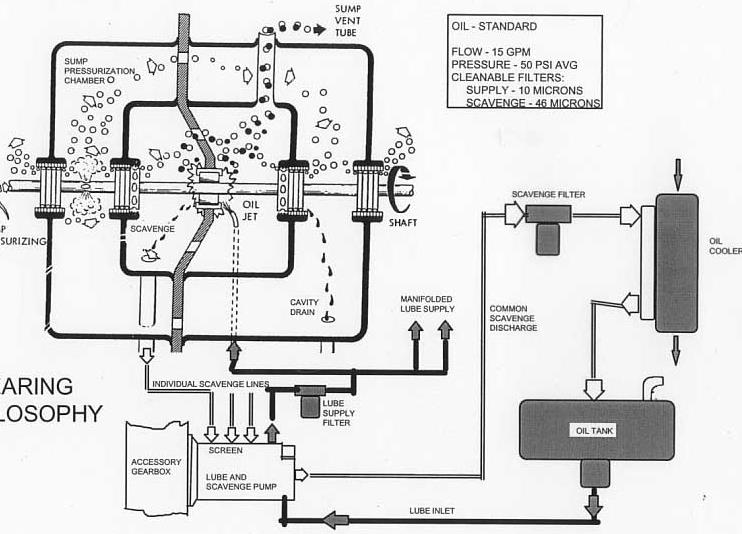 SUMP
VENT
TUBE
OIL - STANDARD
FLOW - 15 GPM
PRESSURE - 50 PSI AVG
CLEANABLE FILTERS:
SUPPLY - 10 MICRONS
SCAVENGE - 46 MICRONS
SUMP
PRESSURIZATION
CHAMBER
SCAVENGE FILTER
OIL
JET
SHAFT
SCAVENGE
SURIZING
OIL
COOLER
CAVITY
DRAIN
MANIFOLDED
LUBE SUPPLY
COMMON
SCAVENGE
DISCHARGE
EARING
LOSOPHY
INDIVIDUAL SCAVENGE LINES
LUBE
SUPPLY
FILTER
OIL TANK
SCREEN
ACCESSORY
GEARBOX
LUBE AND
SCAVENGE PUMP
LUBE INLET